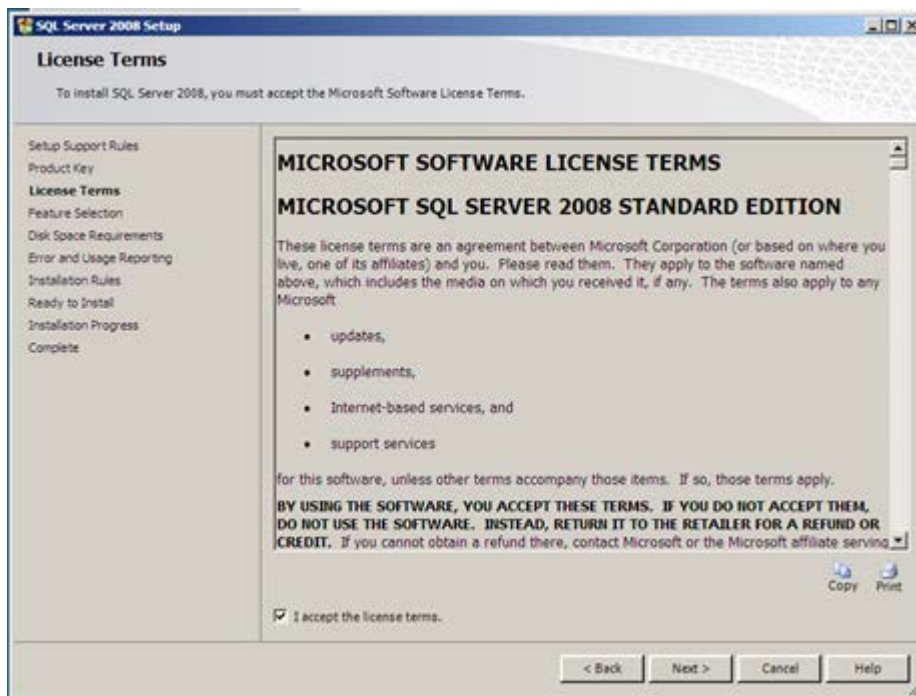 SQL Server 2008 Setup
License Terms
To install SQL Server 2008, you must accept the Microsoft Software License Terms.
Setup Support Rules
Product Key
License Terms
Feature Selection
Disk Space Requirements
Error and Usage Reporting
Installation Rules
Ready to Install
Installation Progress
Complete
MICROSOFT SOFTWARE LICENSE TERMS
MICROSOFT SQL SERVER 2008 STANDARD EDITION
These license terms are an agreement between Microsoft Corporation (or based on where you
live, one of its affiliates) and you. Please read them. They apply to the software named
above, which includes the media on which you received it, if any. The terms also apply to any
Microsoft
• updates,
• supplements,
• Internet-based services, and
• support services
for this software, unless other terms accompany those items. If so, those terms apply.
BY USING THE SOFTWARE, YOU ACCEPT THESE TERMS. IF YOU DO NOT ACCEPT THEM,
DO NOT USE THE SOFTWARE. INSTEAD, RETURN IT TO THE RETAILER FOR A REFUND OR
CREDIT. If you cannot obtain a refund there, contact Microsoft or the Microsoft affiliate serving
Copy Print
I accept the license terms.
< Back Next > Cancel Help